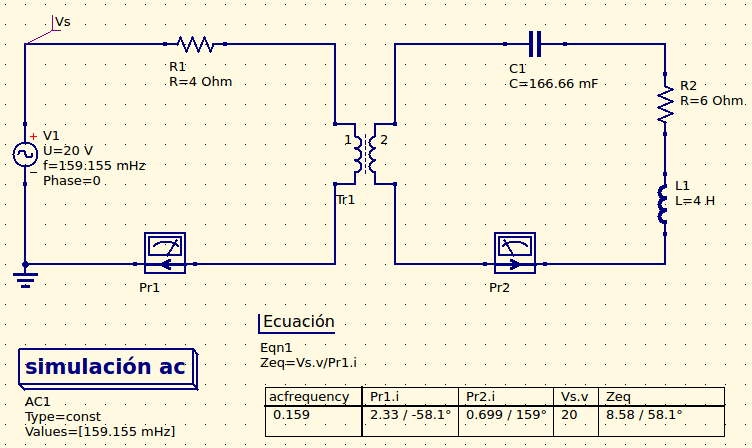 Vs
R1
R=4 Ohm
C1
C=166.66 mF
R2
R=6 Ohm
+
V1
U=20 V
f=159.155 mHz
Phase=0
−
1 2
Tr1
L1
L=4 H
Pr1
Pr2
Ecuación
Eqn1
Zeq=Vs.v/Pr1.i
simulación ac
AC1
Type=const
Values=[159.155 mHz]
acfrequency Pr1.i Pr2.i Vs.v Zeq
0.159 2.33 / -58.1° 0.699 / 159° 20 8.58 / 58.1°